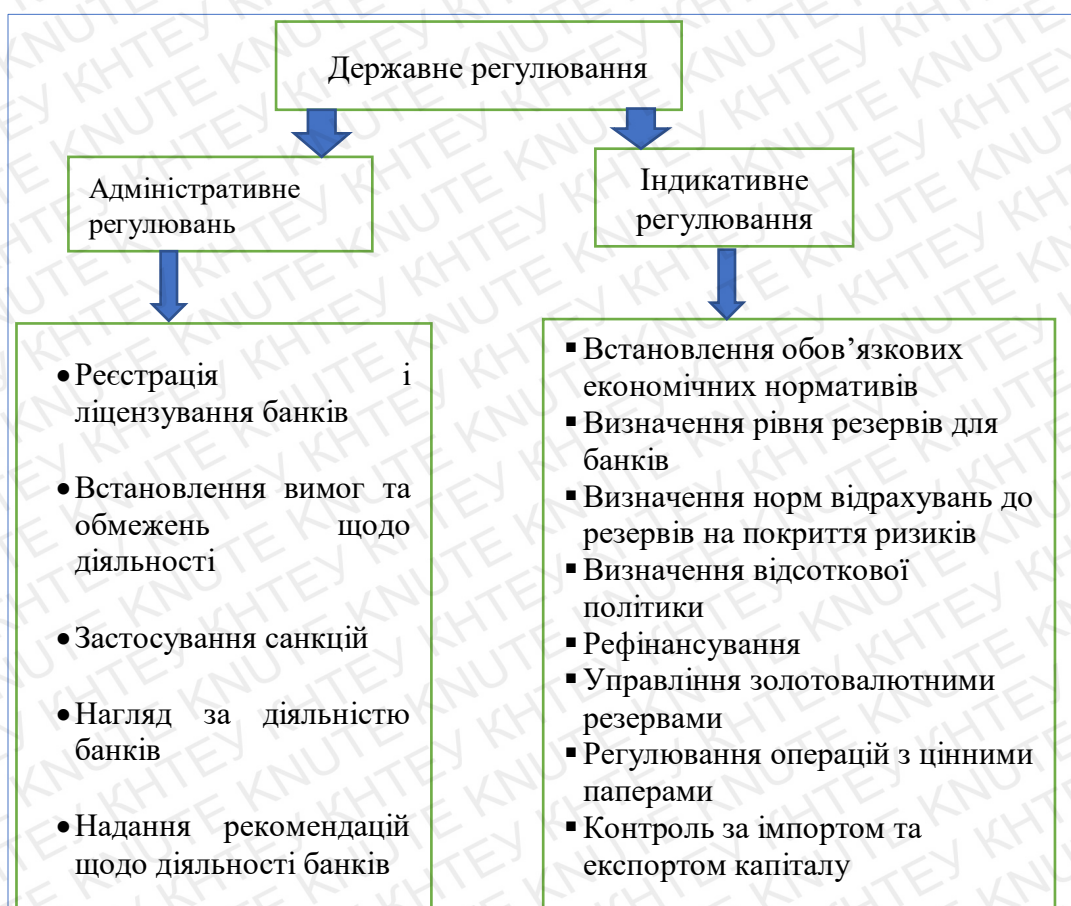 Державне регулювання
Адміністративне
регулювань
Індикативне
регулювання
•Реєстрація і
ліцензування банків
•Встановлення вимог та
обмежень щодо
діяльності
•Застосування санкцій
•Нагляд за діяльністю
банків
•Надання рекомендацій
щодо діяльності банків
▪Встановлення обов’язкових
економічних нормативів
▪Визначення рівня резервів для
банків
▪Визначення норм відрахувань до
резервів на покриття ризиків
▪Визначення відсоткової
політики
▪Рефінансування
▪Управління золотовалютними
резервами
▪Регулювання операцій з цінними
паперами
▪Контроль за імпортом та
експортом капіталу